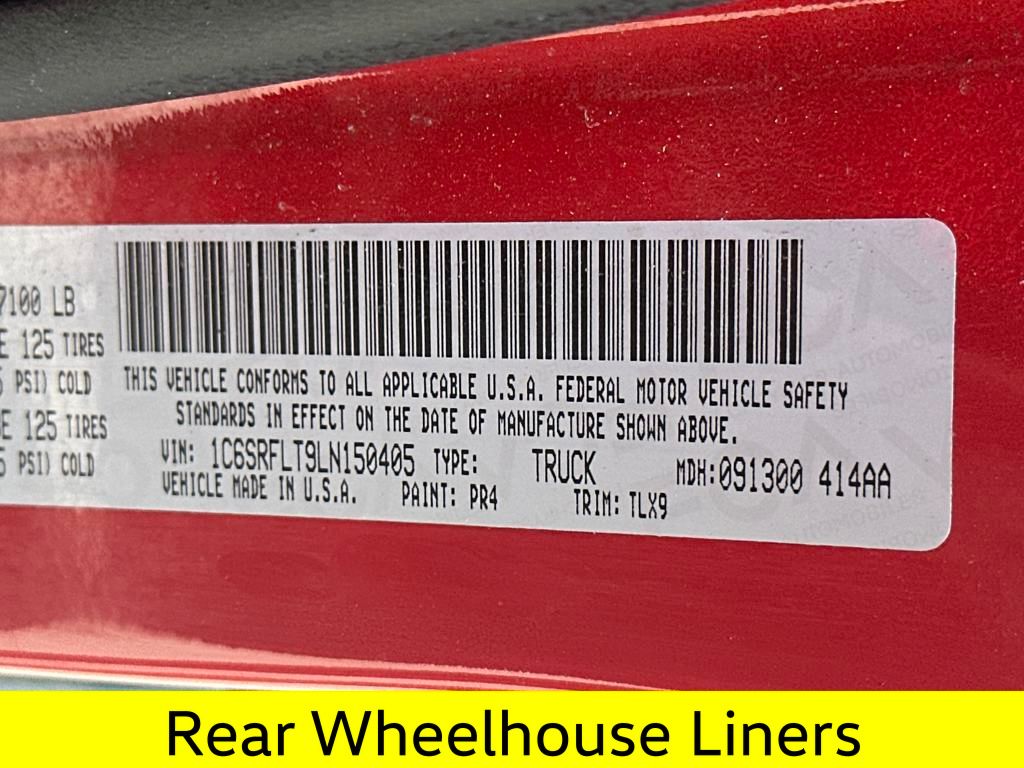 7100 LB
125 TIRES
PSI) COLD
125 TIRES
PSI) COLD
THIS VEHICLE CONFORMS TO ALL APPLICABLE U.S.A. FEDERAL MOTOR VEHICLE SAFETY
STANDARDS IN EFFECT ON THE DATE OF MANUFACTURE SHOWN ABOVE.
VIN: 1C6SRFLT9LN150405 TYPE: TRUCK MDH:091300 414AA
VEHICLE MADE IN U.S.A. PAINT: PR4 TRIM: TLX9
Rear Wheelhouse Liners